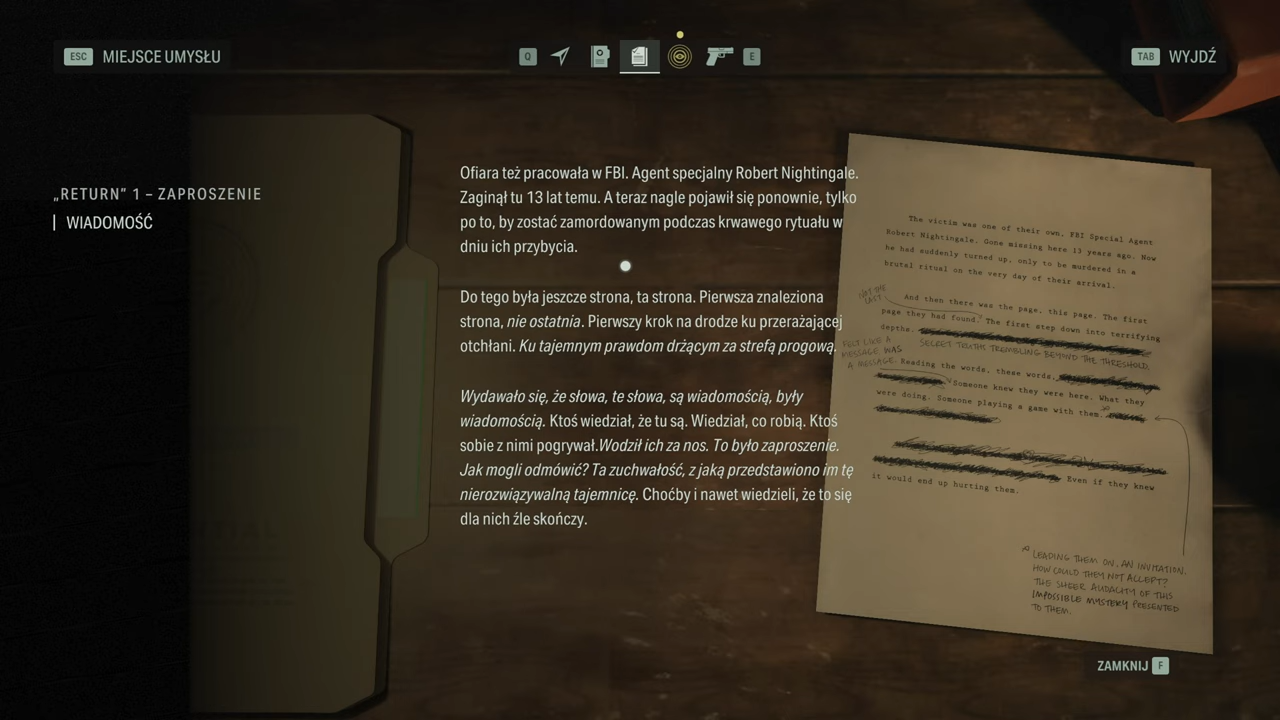 ESC MIEJSCE UMYSŁU
Q
E
TAB WYJDŹ
„RETURN” 1 – ZAPROSZENIE
WIADOMOŚĆ
Ofiara też pracowała w FBI. Agent specjalny Robert Nightingale.
Zaginął tu 13 lat temu. A teraz nagle pojawił się ponownie, tylko
po to, by zostać zamordowanym podczas krwawego rytuału w
dniu ich przybycia.
Do tego była jeszcze strona, ta strona. Pierwsza znaleziona
strona, nie ostatnia. Pierwszy krok na drodze ku przerażającej
otchłani. Ku tajemnym prawdom drżącym za strefą progową.
Wydawało się, że słowa, te słowa, są wiadomością, były
wiadomością. Ktoś wiedział, że tu są. Wiedział, co robią. Ktoś
sobie z nimi pogrywał.Wodził ich za nos. To było zaproszenie.
Jak mogli odmówić? Ta zuchwałość, z jaką przedstawiono im tę
nierozwiązywalną tajemnicę. Choćby i nawet wiedzieli, że to się
dla nich źle skończy.
The victim was one of their own, FBI Special Agent
Robert Nightingale. Gone missing here 13 years ago. Now
he had suddenly turned up, only to be murdered in a
brutal ritual on the very day of their arrival.
NOT THE
LAST
And then there was the page, this page. The first
page they had found. The first step down into terrifying
depths.
SECRET TRUTHS TREMBLING BEYOND THE THRESHOLD.
FELT LIKE A
MESSAGE WAS
A MESSAGE.
Reading the words, these words,
Someone knew they were here. What they
were doing. Someone playing a game with them.
Even if they knew
it would end up hurting them.
LEADING THEM ON, AN INVITATION.
HOW COULD THEY NOT ACCEPT?
THE SHEER AUDACITY OF THIS
IMPOSSIBLE MYSTERY PRESENTED
TO THEM.
ZAMKNIJ F